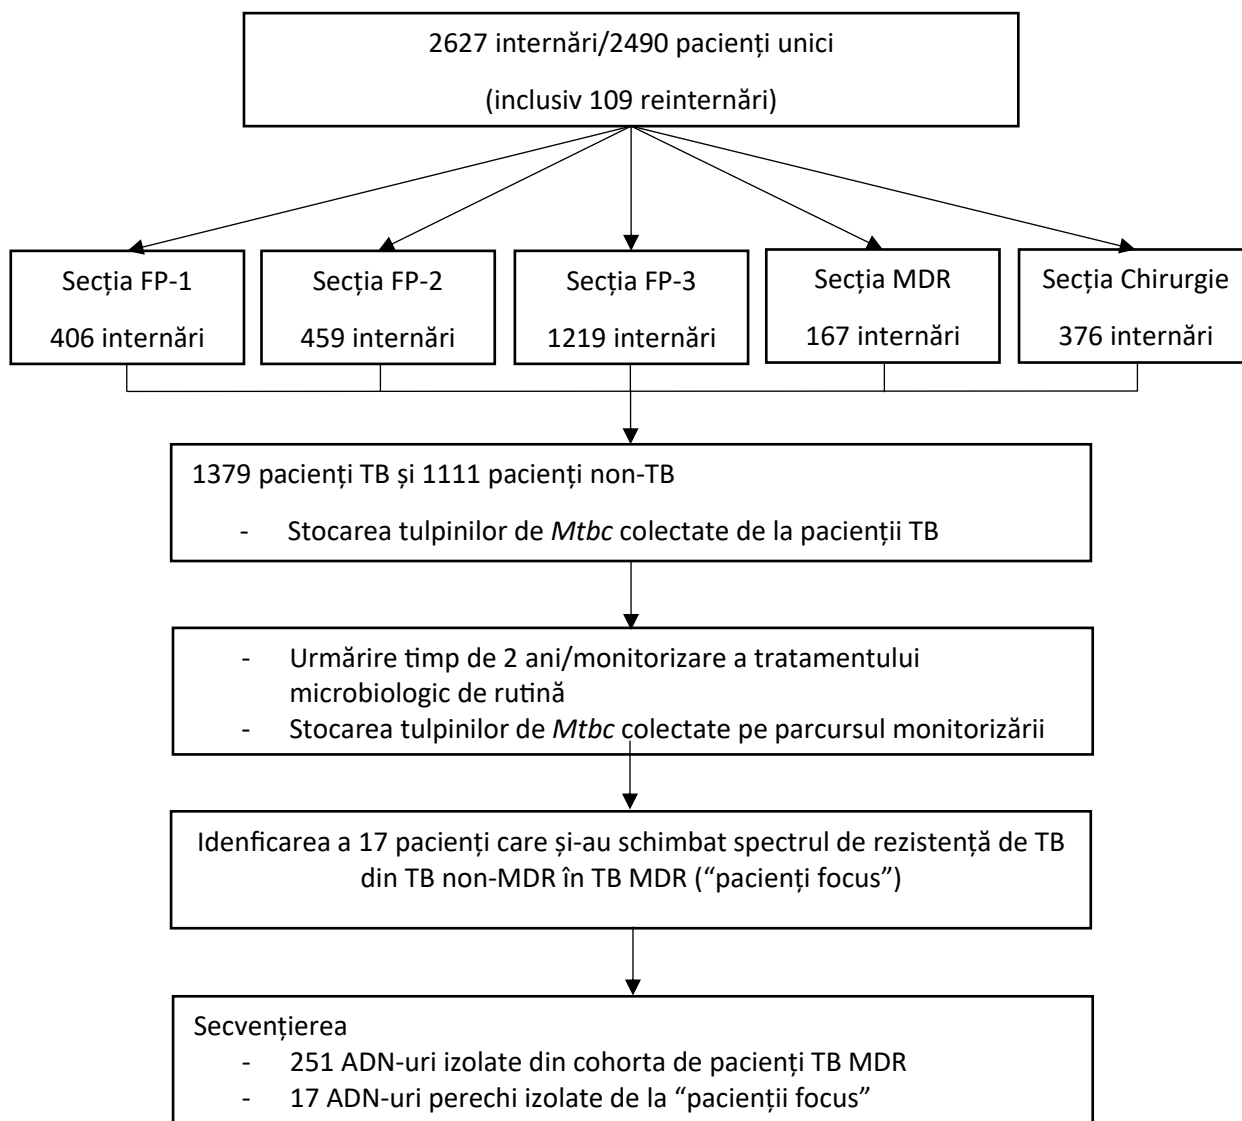 2627 internări/2490 pacienți unici
(inclusiv 109 reinternări)
Secția FP-1
406 internări
Secția FP-2
459 internări
Secția FP-3
1219 internări
Secția MDR
167 internări
Secția Chirurgie
376 internări
1379 pacienți TB și 1111 pacienți non-TB
- Stocarea tulpinilor de Mtbc colectate de la pacienții TB
- Urmărire timp de 2 ani/monitorizare a tratamentului
microbiologic de rutină
- Stocarea tulpinilor de Mtbc colectate pe parcursul monitorizării
Idenficarea a 17 pacienți care și-au schimbat spectrul de rezistență de TB
din TB non-MDR în TB MDR (“pacienți focus”)
Secvențierea
- 251 ADN-uri izolate din cohorta de pacienți TB MDR
- 17 ADN-uri perechi izolate de la “pacienții focus”